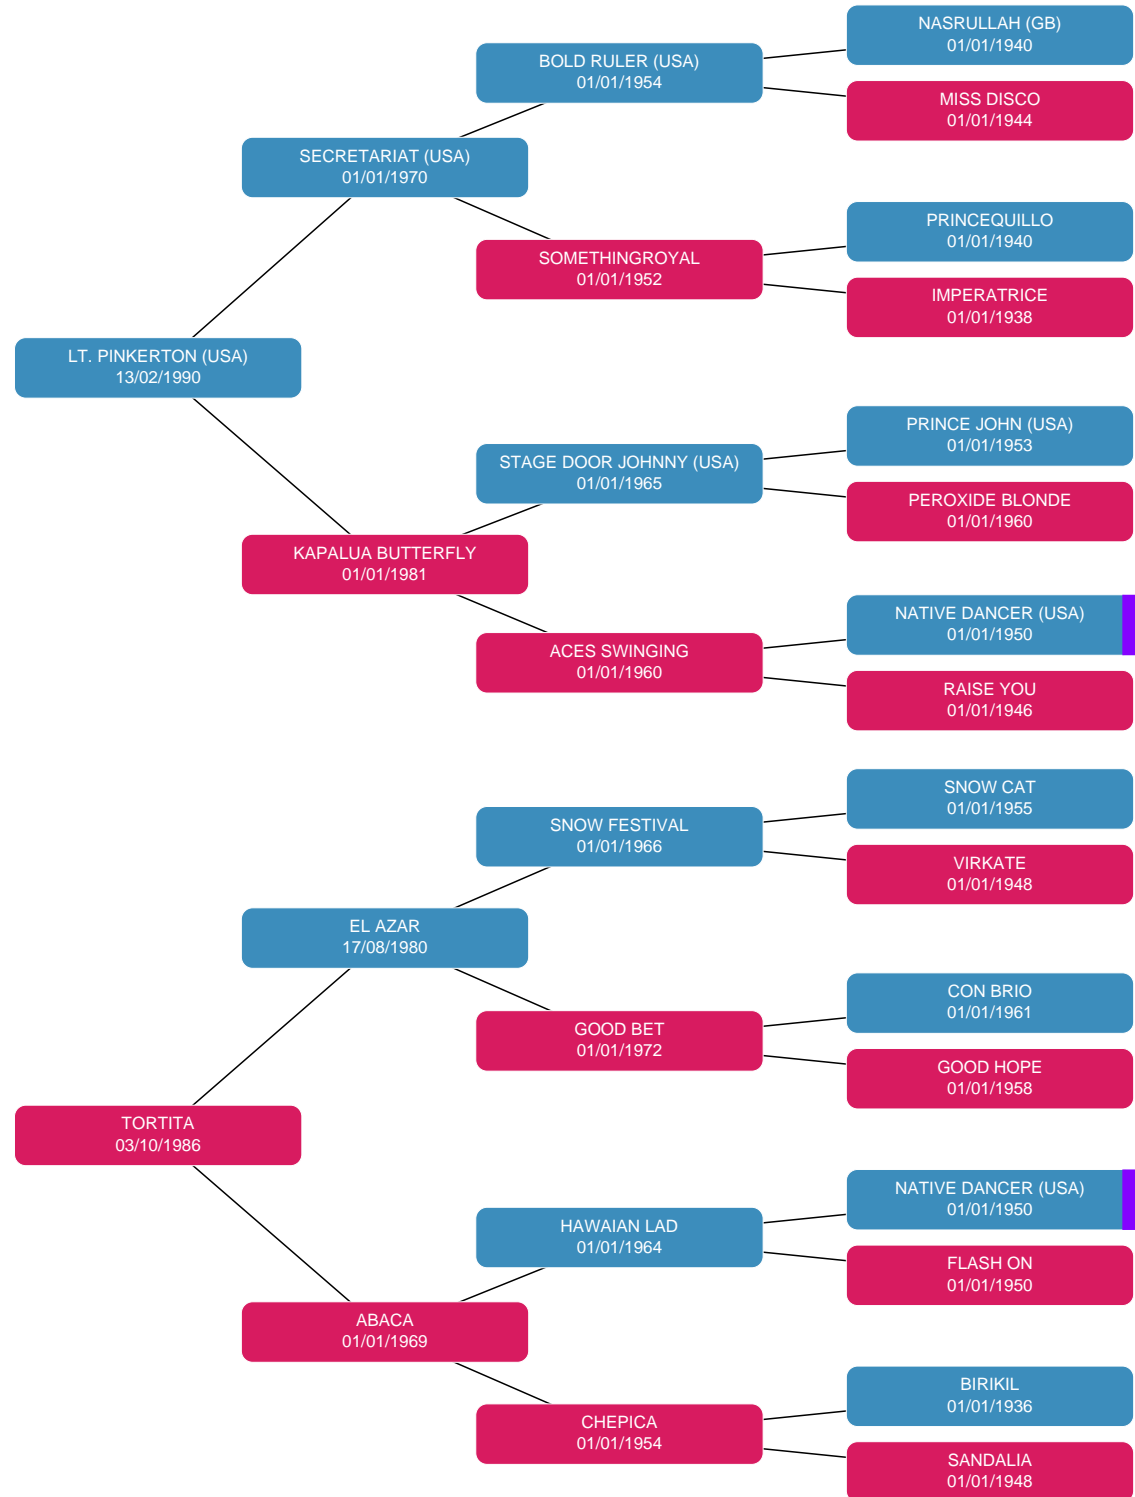 NASRULLAH (GB)
01/01/1940
BOLD RULER (USA)
01/01/1954
MISS DISCO
01/01/1944
SECRETARIAT (USA)
01/01/1970
PRINCEQUILLO
01/01/1940
SOMETHINGROYAL
01/01/1952
IMPERATRICE
01/01/1938
LT. PINKERTON (USA)
13/02/1990
PRINCE JOHN (USA)
01/01/1953
STAGE DOOR JOHNNY (USA)
01/01/1965
PEROXIDE BLONDE
01/01/1960
KAPALUA BUTTERFLY
01/01/1981
NATIVE DANCER (USA)
01/01/1950
ACES SWINGING
01/01/1960
RAISE YOU
01/01/1946
SNOW CAT
01/01/1955
SNOW FESTIVAL
01/01/1966
VIRKATE
01/01/1948
EL AZAR
17/08/1980
CON BRIO
01/01/1961
GOOD BET
01/01/1972
GOOD HOPE
01/01/1958
TORTITA
03/10/1986
NATIVE DANCER (USA)
01/01/1950
HAWAIAN LAD
01/01/1964
FLASH ON
01/01/1950
ABACA
01/01/1969
BIRIKIL
01/01/1936
CHEPICA
01/01/1954
SANDALIA
01/01/1948